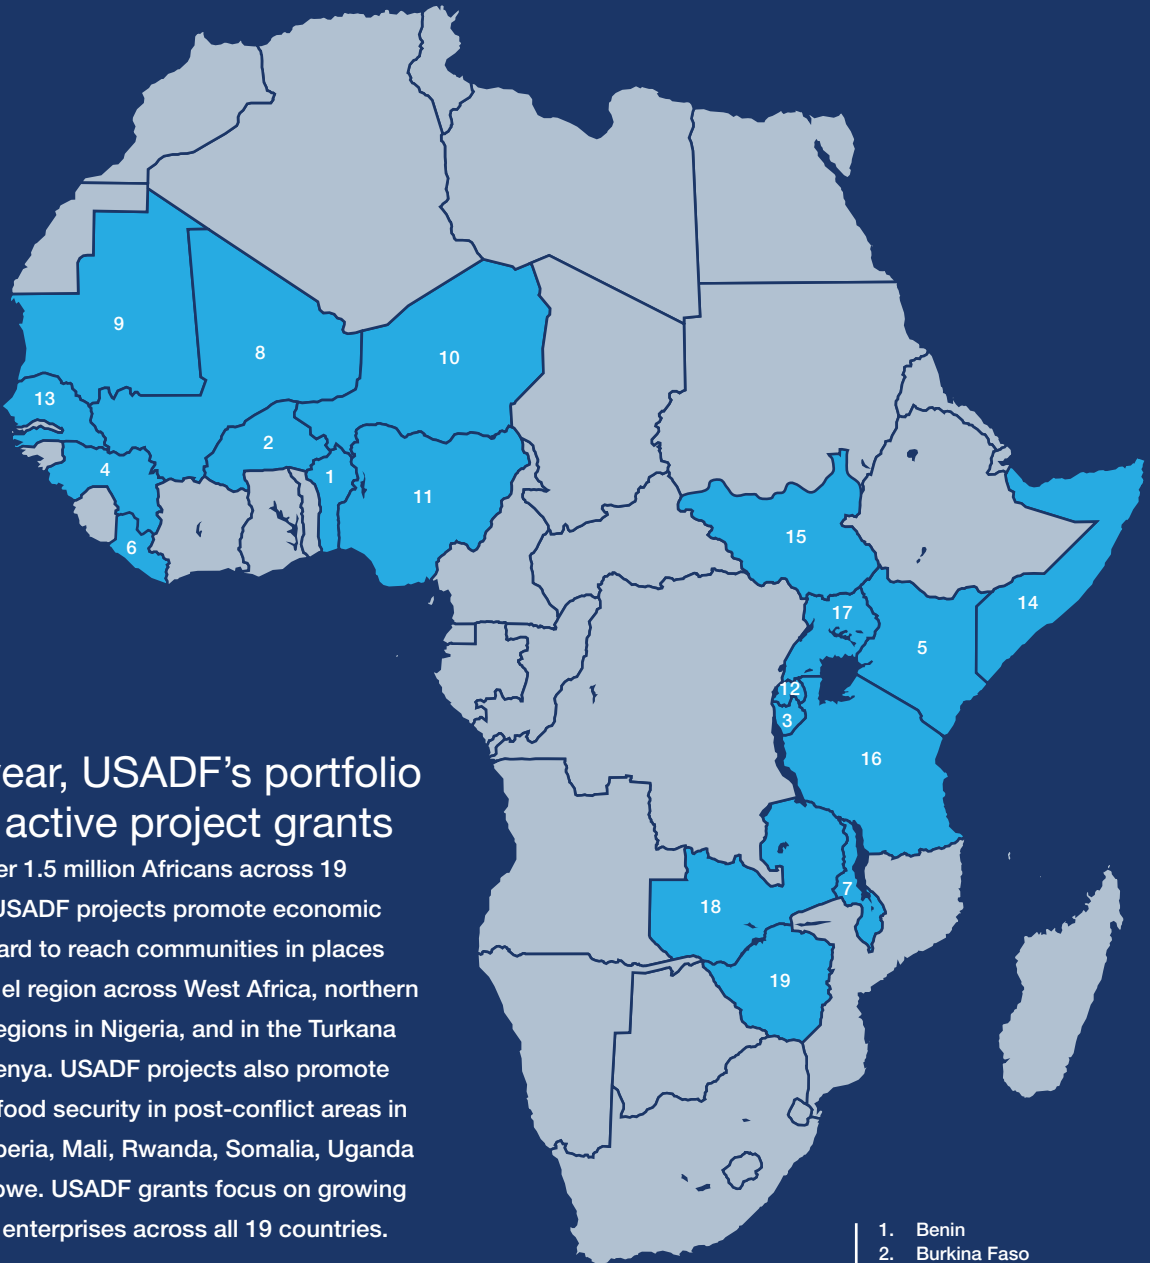 9
8
10
13
2
4
1
11
6
15
14
17
5
12
3
16
7
18
19
year, USADF’s portfolio
active project grants
er 1.5 million Africans across 19
USADF projects promote economic
ard to reach communities in places
el region across West Africa, northern
egions in Nigeria, and in the Turkana
enya. USADF projects also promote
food security in post-conflict areas in
beria, Mali, Rwanda, Somalia, Uganda
owe. USADF grants focus on growing
enterprises across all 19 countries.
1. Benin
2. Burkina Faso